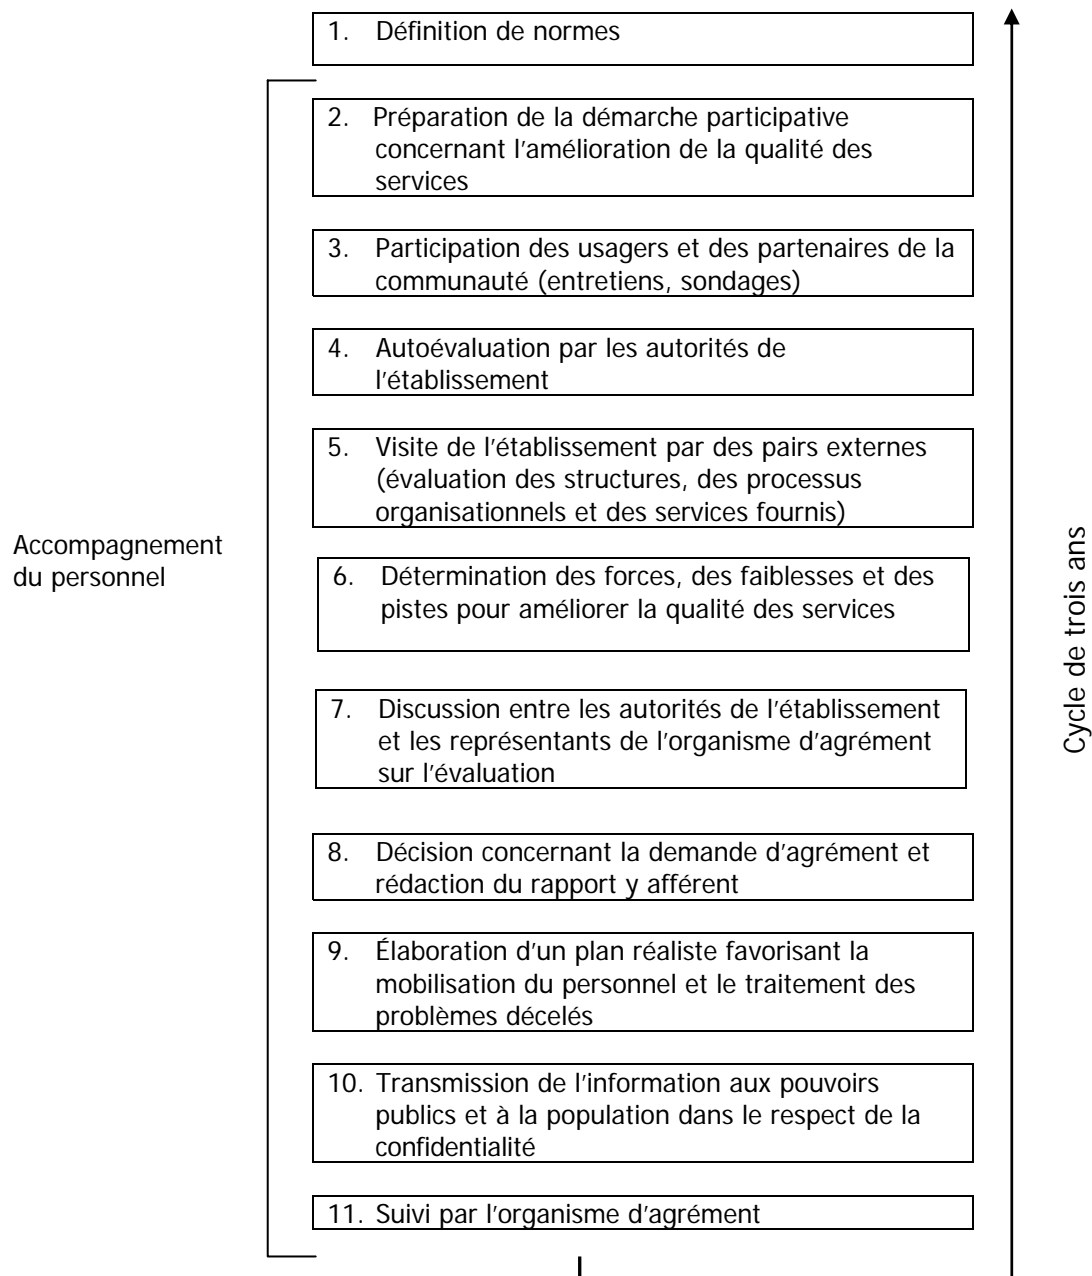 1. Définition de normes
2. Préparation de la démarche participative
concernant l'amélioration de la qualité des
services
3. Participation des usagers et des partenaires de la
communauté (entretiens, sondages)
4. Autoévaluation par les autorités de
l'établissement
5. Visite de l'établissement par des pairs externes
(évaluation des structures, des processus
organisationnels et des services fournis)
Accompagnement
du personnel
6. Détermination des forces, des faiblesses et des
pistes pour améliorer la qualité des services
7. Discussion entre les autorités de l'établissement
et les représentants de l'organisme d'agrément
sur l'évaluation
8. Décision concernant la demande d'agrément et
rédaction du rapport y afférent
9. Élaboration d'un plan réaliste favorisant la
mobilisation du personnel et le traitement des
problèmes décelés
10. Transmission de l'information aux pouvoirs
publics et à la population dans le respect de la
confidentialité
11. Suivi par l'organisme d'agrément
Cycle de trois ans